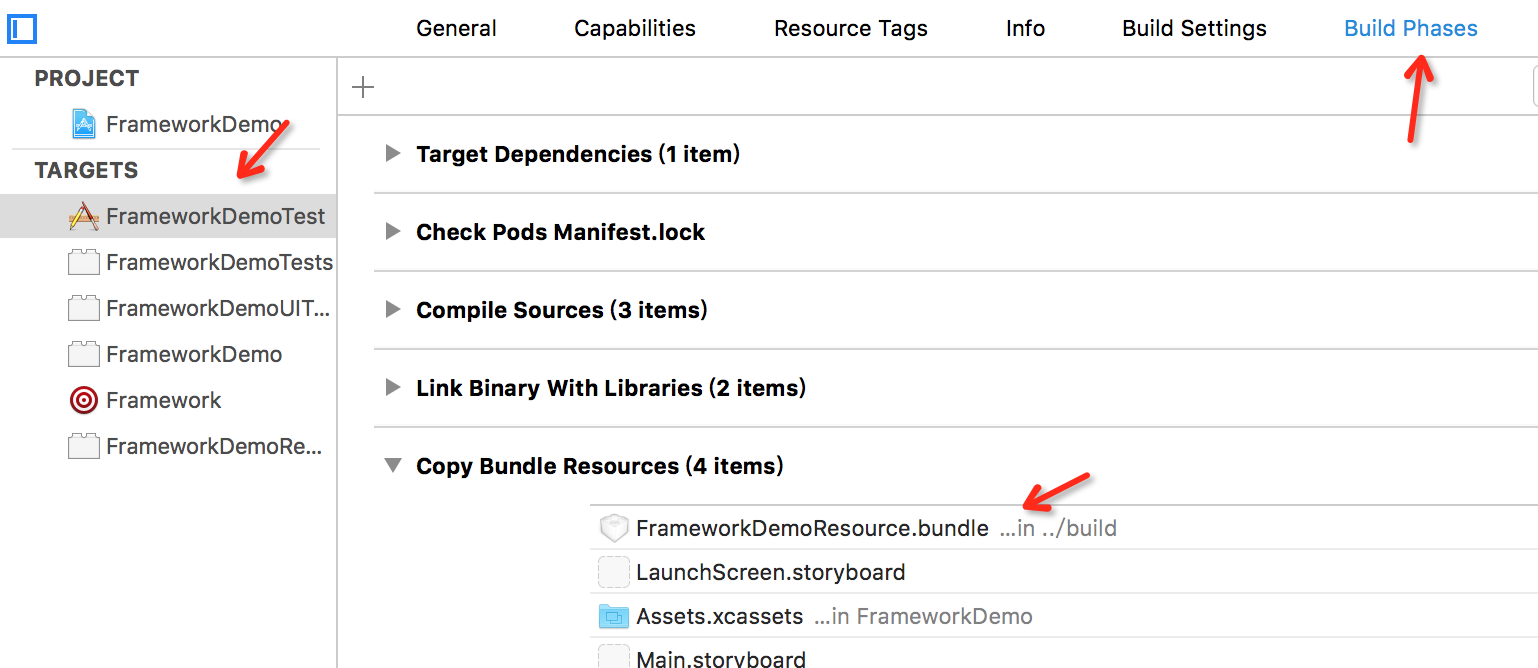 General Capabilities Resource Tags Info Build Settings Build Phases
PROJECT
FrameworkDemo
TARGETS
FrameworkDemoTest
FrameworkDemoTests
FrameworkDemoUIT...
FrameworkDemo
Framework
FrameworkDemoRe...
Target Dependencies (1 item)
Check Pods Manifest.lock
Compile Sources (3 items)
Link Binary With Libraries (2 items)
Copy Bundle Resources (4 items)
FrameworkDemoResource.bundle ...in ../build
LaunchScreen.storyboard
Assets.xcassets ...in FrameworkDemo
Main.storyboard